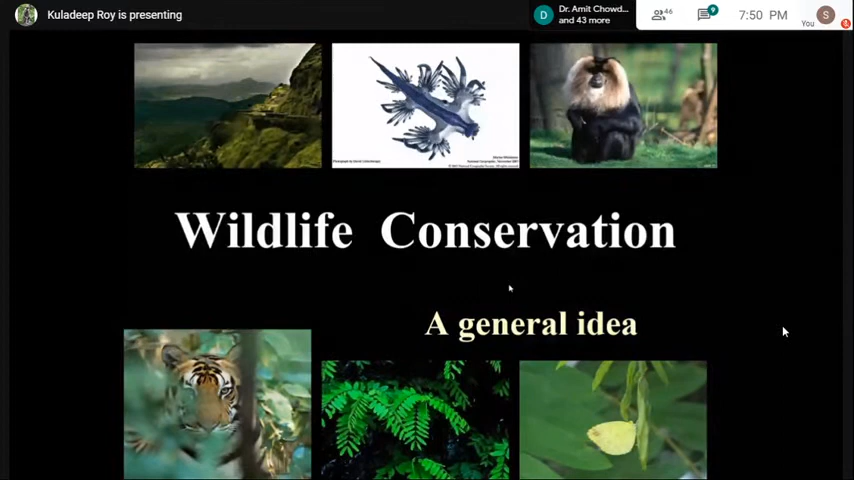 Kuladeep Roy is presenting
D
Dr. Amit Chowd...
and 43 more
46
9
7:50 PM
You
S
Wildlife Conservation
A general idea